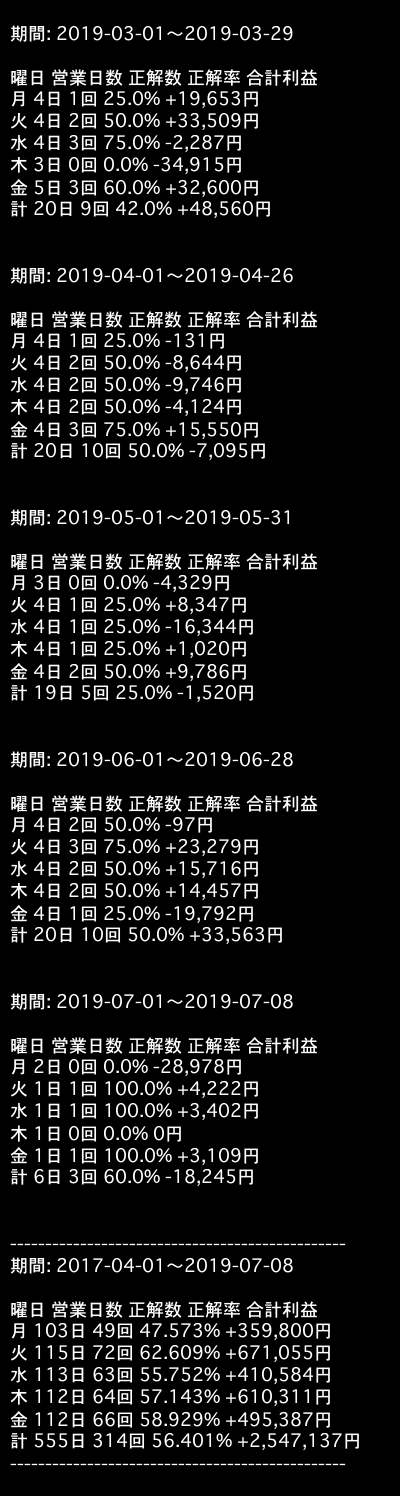 期間: 2019-03-01〜2019-03-29
曜日 営業日数 正解数 正解率 合計利益
月 4日 1回 25.0% +19,653円
火 4日 2回 50.0% +33,509円
水 4日 3回 75.0% -2,287円
木 3日 0回 0.0% -34,915円
金 5日 3回 60.0% +32,600円
計 20日 9回 42.0% +48,560円
期間: 2019-04-01〜2019-04-26
曜日 営業日数 正解数 正解率 合計利益
月 4日 1回 25.0% -131円
火 4日 2回 50.0% -8,644円
水 4日 2回 50.0% -9,746円
木 4日 2回 50.0% -4,124円
金 4日 3回 75.0% +15,550円
計 20日 10回 50.0% -7,095円
期間: 2019-05-01〜2019-05-31
曜日 営業日数 正解数 正解率 合計利益
月 3日 0回 0.0% -4,329円
火 4日 1回 25.0% +8,347円
水 4日 1回 25.0% -16,344円
木 4日 1回 25.0% +1,020円
金 4日 2回 50.0% +9,786円
計 19日 5回 25.0% -1,520円
期間: 2019-06-01〜2019-06-28
曜日 営業日数 正解数 正解率 合計利益
月 4日 2回 50.0% -97円
火 4日 3回 75.0% +23,279円
水 4日 2回 50.0% +15,716円
木 4日 2回 50.0% +14,457円
金 4日 1回 25.0% -19,792円
計 20日 10回 50.0% +33,563円
期間: 2019-07-01〜2019-07-08
曜日 営業日数 正解数 正解率 合計利益
月 2日 0回 0.0% -28,978円
火 1日 1回 100.0% +4,222円
水 1日 1回 100.0% +3,402円
木 1日 0回 0.0% 0円
金 1日 1回 100.0% +3,109円
計 6日 3回 60.0% -18,245円
------------------------------------------------
期間: 2017-04-01〜2019-07-08
曜日 営業日数 正解数 正解率 合計利益
月 103日 49回 47.573% +359,800円
火 115日 72回 62.609% +671,055円
水 113日 63回 55.752% +410,584円
木 112日 64回 57.143% +610,311円
金 112日 66回 58.929% +495,387円
計 555日 314回 56.401% +2,547,137円
------------------------------------------------